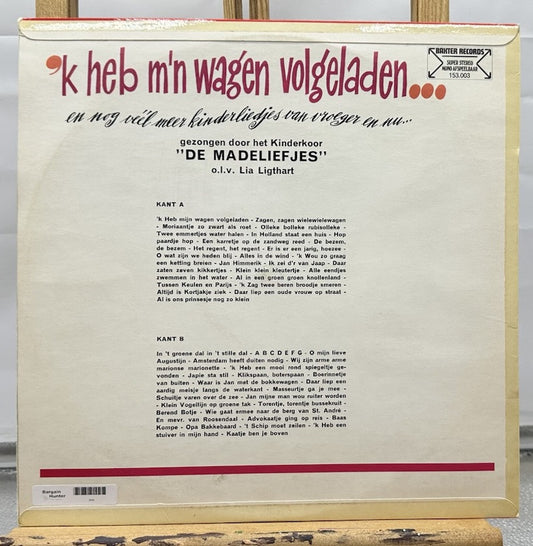 'k heb m'n wagen volgeladen...
BAXTER RECORDS
SUPER STEREO
MONO AFSPEELBAAR
153.003
en nog véél meer kinderliedjes van vroeger en nu...
gezongen door het Kinderkoor
"DE MADELIEFJES"
o.l.v. Lia Ligthart
KANT A
'k Heb mijn wagen volgeladen - Zagen, zagen wielewielewagen
- Moriaantje zo zwart als roet - Olleke bolleke rubisolleke -
Twee emmertjes water halen - In Holland staat een huis - Hop
paardje hop - Een karretje op de zandweg reed - De bezem,
de bezem - Het regent, het regent - Er is er een jarig, hoezee -
O wat zijn we heden blij - Alles in de wind - 'k Wou zo graag
een ketting breien - Jan Himmerik - Ik zei d'r van Jaap - Daar
zaten zeven kikkertjes - Klein klein kleutertje - Alle eendjes
zwemmen in het water - Al in een groen groen knollenland -
Tussen Keulen en Parijs - 'k Zag twee beren broodje smeren -
Altijd is Kortjakje ziek - Daar liep een oude vrouw op straat -
Al is ons prinsesje nog zo klein
KANT B
In 't groene dal in 't stille dal - A B C D E F G - O mijn lieve
Augustijn - Amsterdam heeft duiten nodig - Wij zijn arme arme
marionse marionette - 'k Heb een mooi rond spiegeltje ge-
vonden - Japie sta stil - Klikspaan, boterspaan - Boerinnetje
van buiten - Waar is Jan met de bokkewagen - Daar liep een
aardig meisje langs de waterkant - Masseurtje ga je mee -
Schuitje varen over de zee - Jan mijne man wou ruiter worden
- Klein Vogelijn op groene tak - Torentje, torentje bussekruit -
Berend Botje - Wie gaat ermee naar de berg van St. André -
En mevr. van Roosendaal - Advokaatje ging op reis - Baas
Kompe - Opa Bakkebaard - 't Schip moet zeilen - 'k Heb een
stuiver in mijn hand - Kaatje ben je boven
Bargain
Hunter